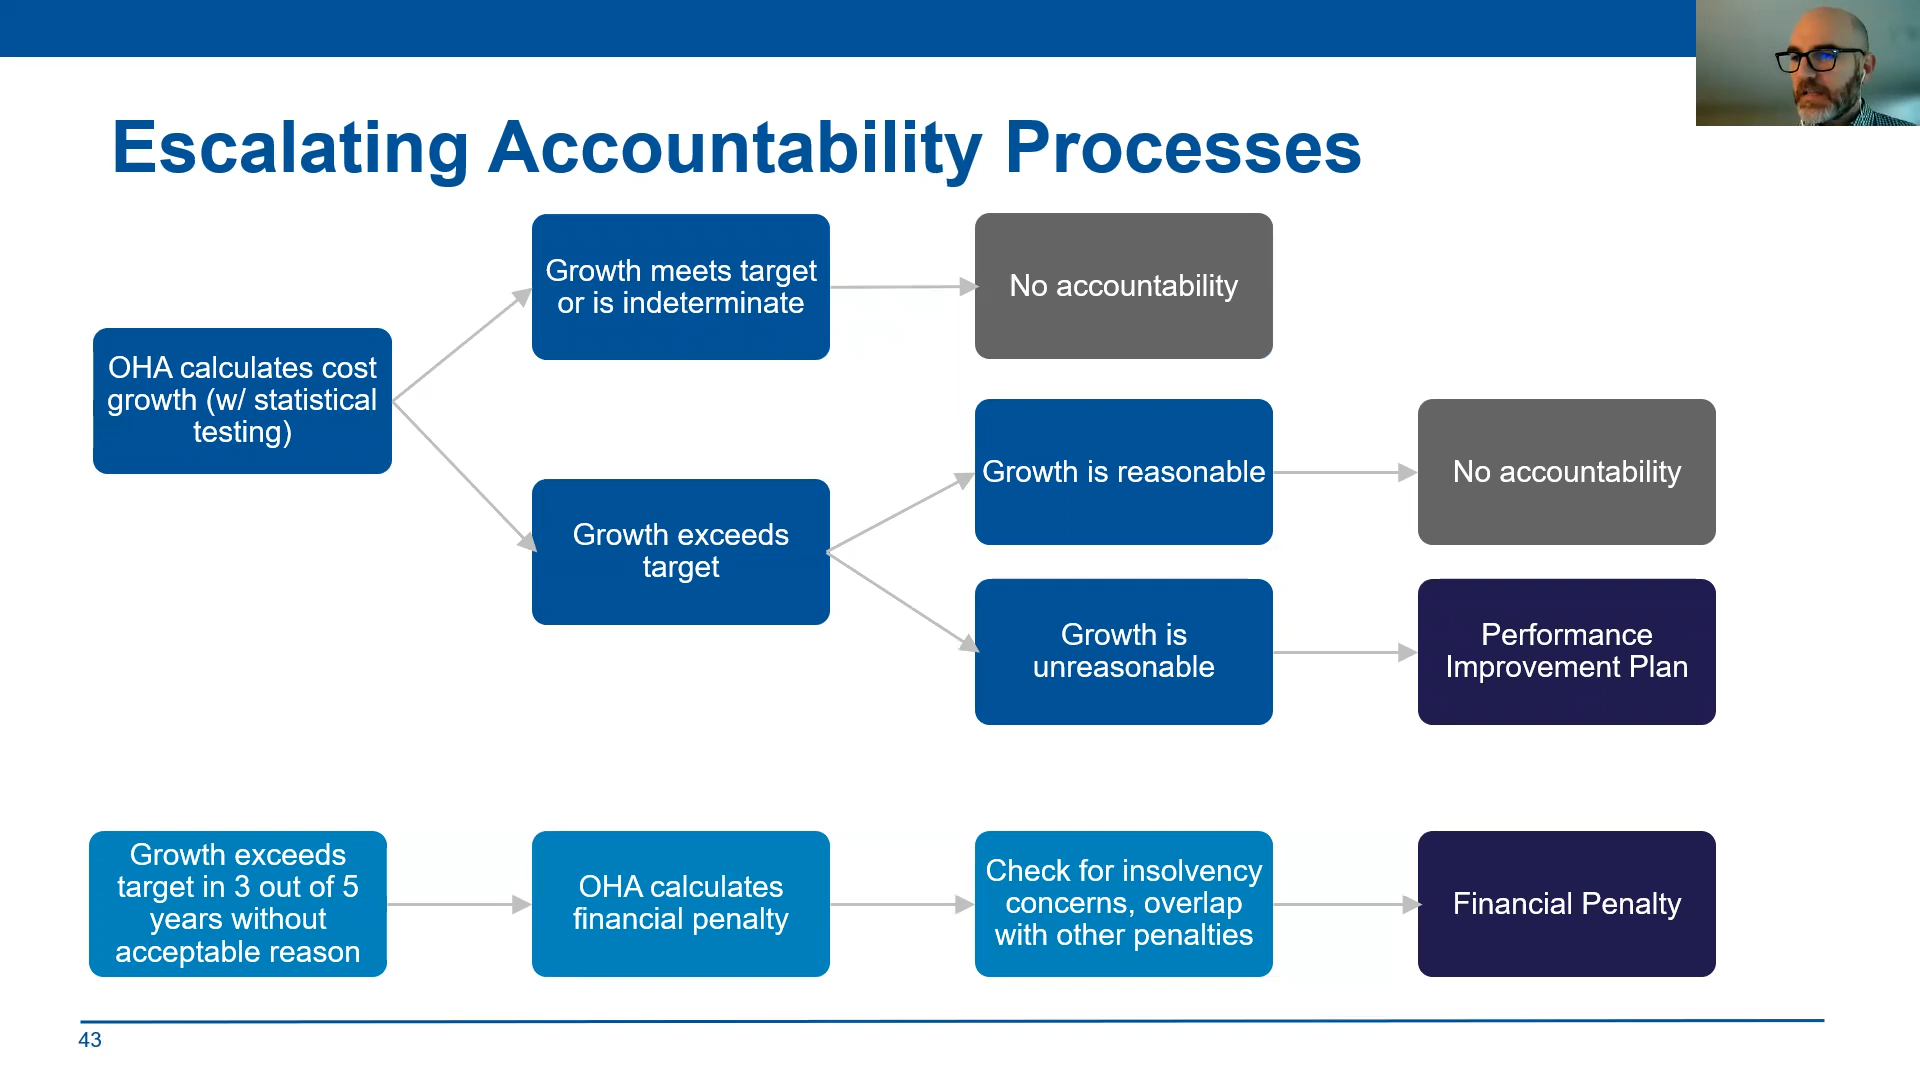 Escalating Accountability Processes
OHA calculates cost
growth (w/ statistical
testing)
Growth meets target
or is indeterminate
No accountability
Growth exceeds
target
Growth is reasonable
No accountability
Growth is
unreasonable
Performance
Improvement Plan
Growth exceeds
target in 3 out of 5
years without
acceptable reason
OHA calculates
financial penalty
Check for insolvency
concerns, overlap
with other penalties
Financial Penalty
43